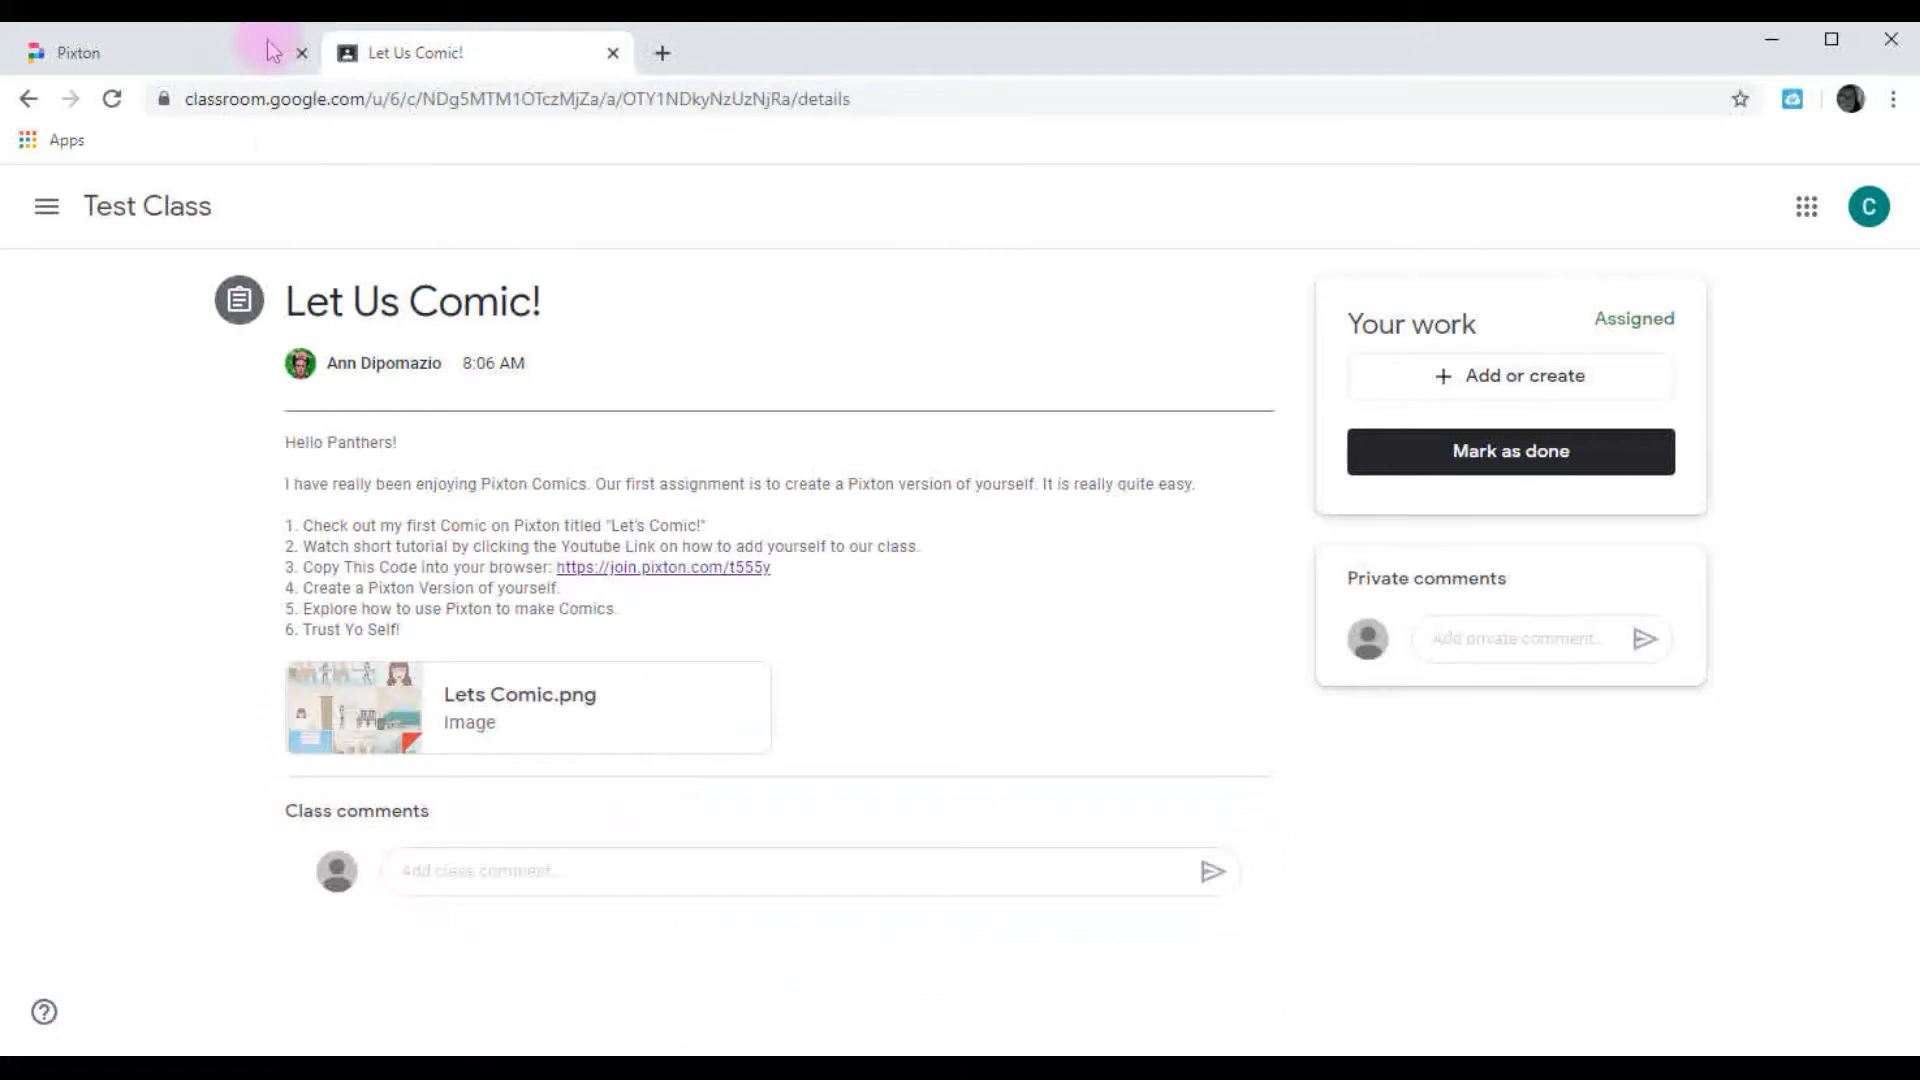 Pixton
Let Us Comic!
classroom.google.com/u/6/c/NDg5MTM1OTczMjZa/a/OTY1NDkyNzUzNjRa/details
Apps
Test Class
C
Let Us Comic!
Ann Dipomazio 8:06 AM
Hello Panthers!
I have really been enjoying Pixton Comics. Our first assignment is to create a Pixton version of yourself. It is really quite easy.
1. Check out my first Comic on Pixton titled "Let's Comic!"
2. Watch short tutorial by clicking the Youtube Link on how to add yourself to our class.
3. Copy This Code into your browser: https://join.pixton.com/t555y
4. Create a Pixton Version of yourself.
5. Explore how to use Pixton to make Comics.
6. Trust Yo Self!
Lets Comic.png
Image
Class comments
Add class comment...
Your work
Assigned
+ Add or create
Mark as done
Private comments
Add private comment...